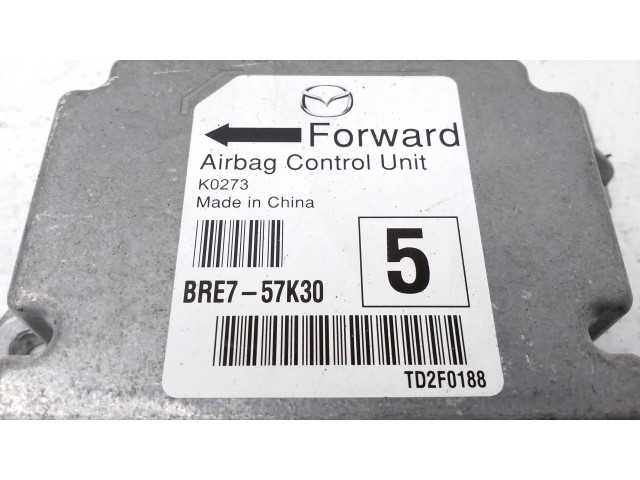 Forward
Airbag Control Unit
K0273
Made in China
5
BRE7-57K30
TD2F0188